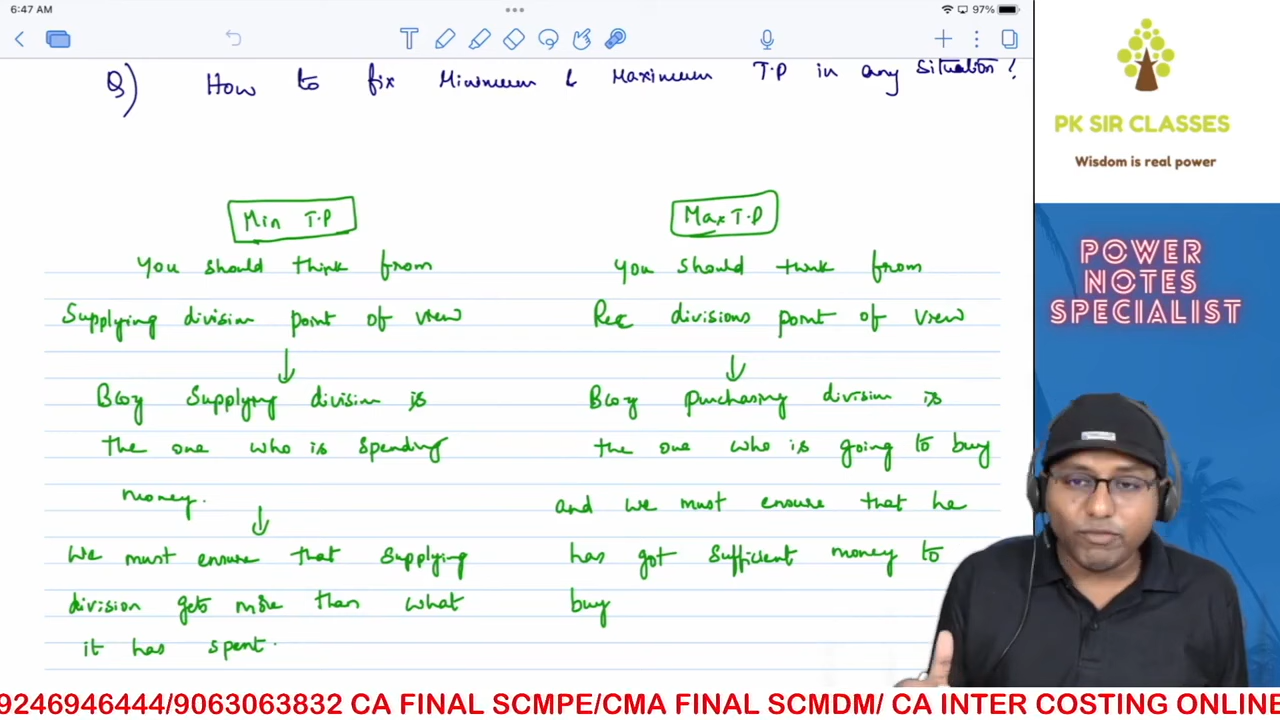 6:47 AM
97%
Q) How to fix Minimum & Maximum T.P in any situation?
Min T.P
You should think from
Supplying division point of view
Bcoz Supplying division is
the one who is spending
money.
We must ensure that supplying
division gets more than what
it has spent.
Max T.P
You should think from
Rec divisions point of view
Bcoz purchasing division is
the one who is going to buy
and we must ensure that he
has got sufficient money to
buy
PK SIR CLASSES
Wisdom is real power
POWER
NOTES
SPECIALIST
9246946444/9063063832 CA FINAL SCMPE/CMA FINAL SCMDM/ CA INTER COSTING ONLINE